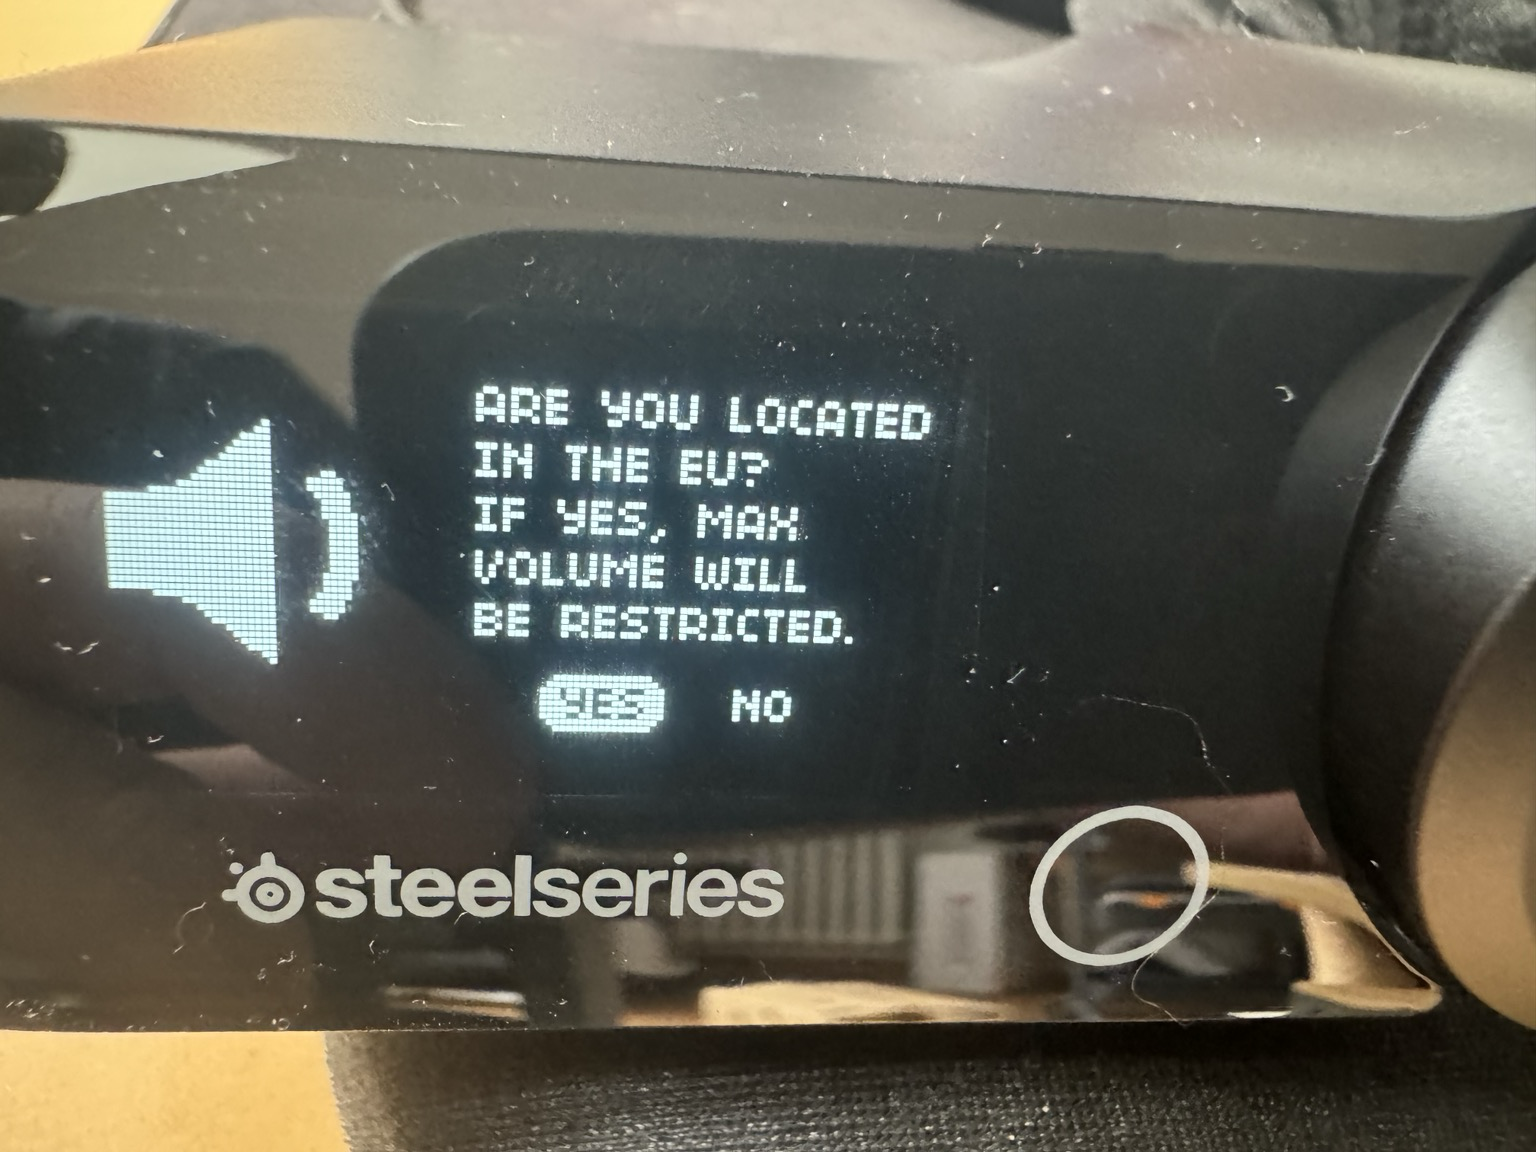 ARE YOU LOCATED
IN THE EU?
IF YES, MAX
VOLUME WILL
BE RESTRICTED.
YES NO
steelseries